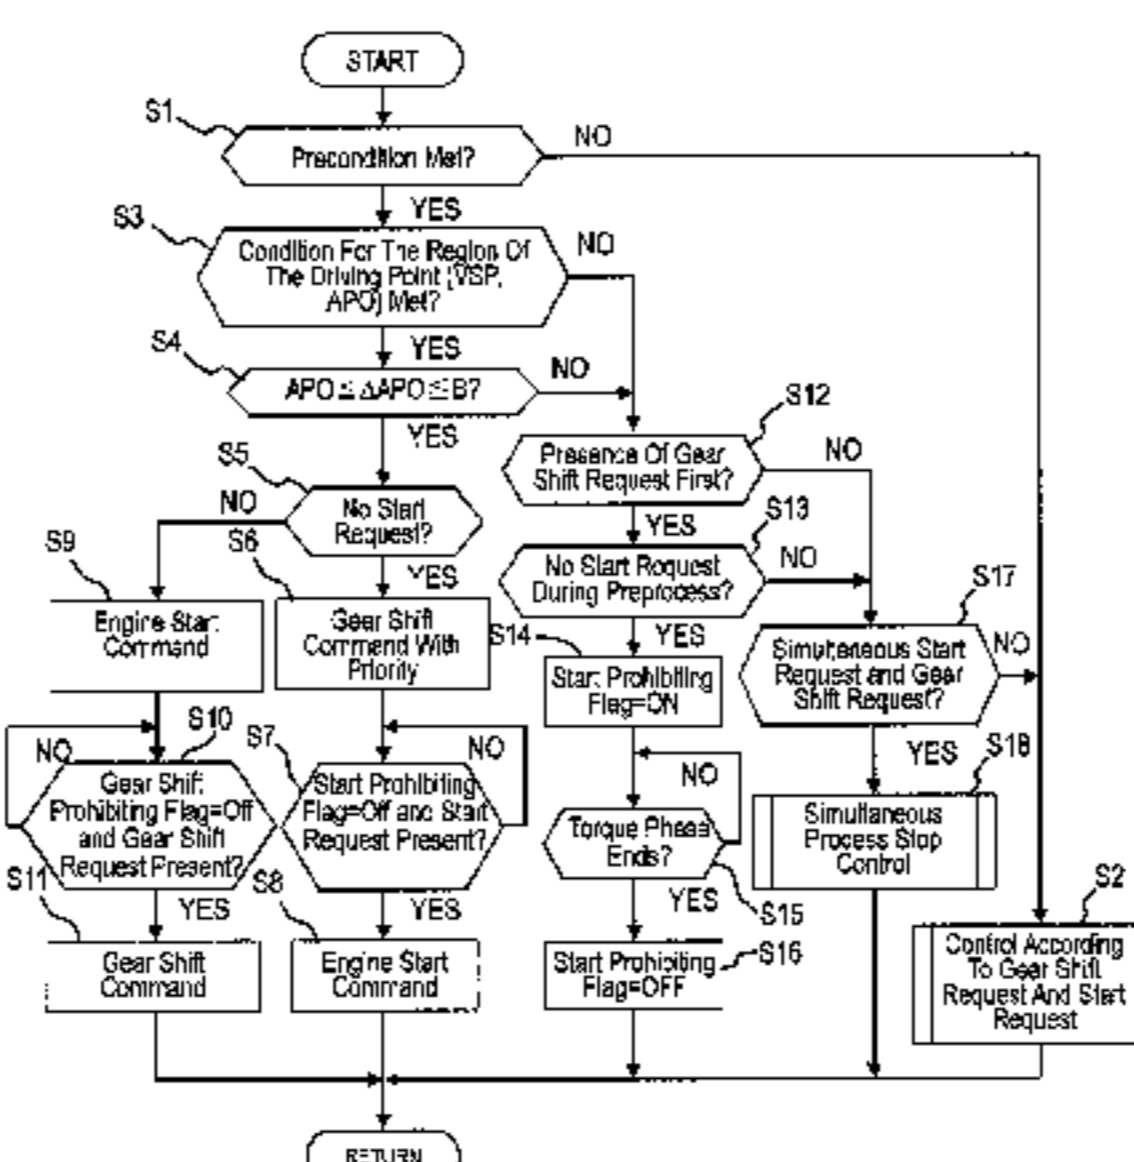 START
S1
Precondition Met?
NO
YES
S3
Condition For The Region Of
The Driving Point (VSP,
APO) Met?
NO
YES
S4
APO≦ΔAPO≦B?
NO
YES
S5
No Start
Request?
NO
YES
S12
Presence Of Gear
Shift Request First?
NO
YES
S13
No Start Request
During Preprocess?
NO
YES
S9
Engine Start
Command
S6
Gear Shift
Command With
Priority
S14
Start Prohibiting
Flag=ON
S17
Simultaneous Start
Request and Gear
Shift Request?
NO
YES
S10
NO
Gear Shift
Prohibiting Flag=Off
and Gear Shift
Request Present?
YES
S7
NO
Start Prohibiting
Flag=Off and Start
Request Present?
YES
NO
Torque Phase
Ends?
YES
S15
S18
Simultaneous
Process Stop
Control
S11
Gear Shift
Command
S8
Engine Start
Command
S16
Start Prohibiting
Flag=OFF
S2
Control According
To Gear Shift
Request And Start
Request
RETURN